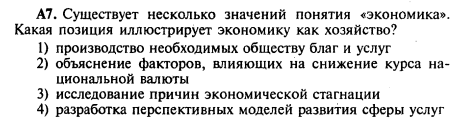 А7. Существует несколько значений понятия «экономика».
Какая позиция иллюстрирует экономику как хозяйство?
1) производство необходимых обществу благ и услуг
2) объяснение факторов, влияющих на снижение курса на-
циональной валюты
3) исследование причин экономической стагнации
4) разработка перспективных моделей развития сферы услуг